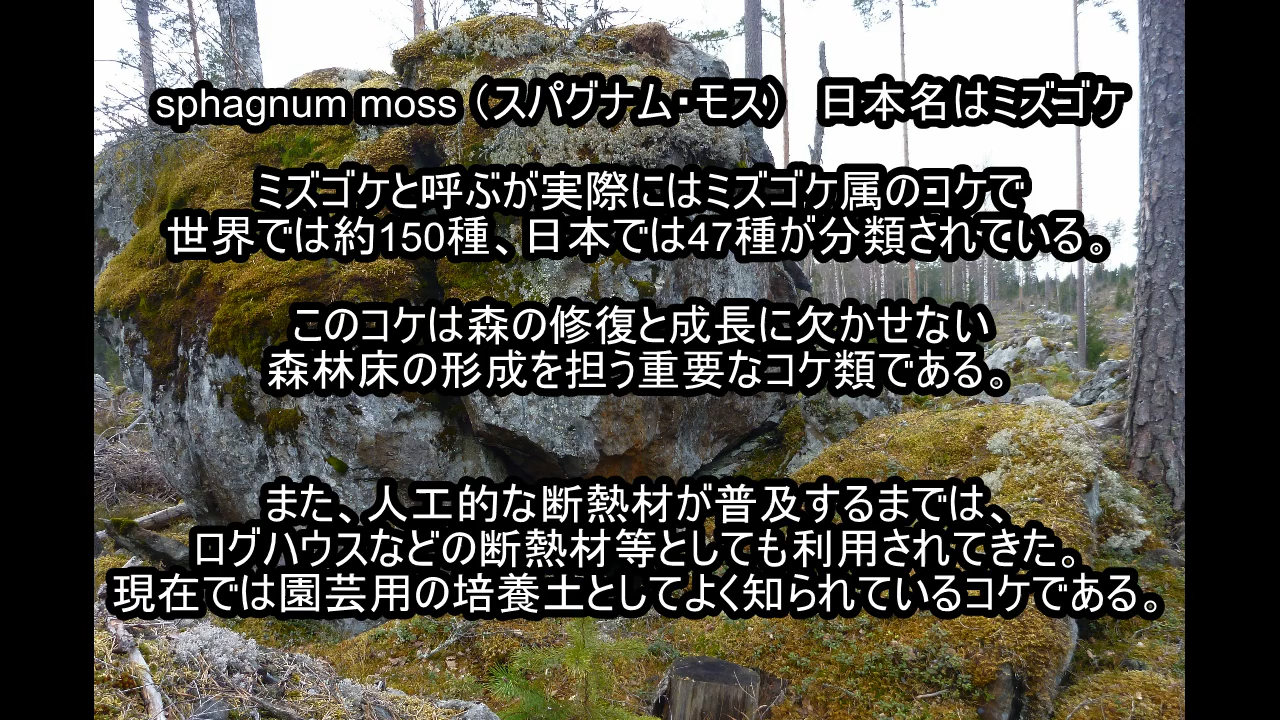 sphagnum moss（スパグナム・モス）　日本名はミズゴケ
ミズゴケと呼ぶが実際にはミズゴケ属のコケで
世界では約150種、日本では47種が分類されている。
このコケは森の修復と成長に欠かせない
森林床の形成を担う重要なコケ類である。
また、人工的な断熱材が普及するまでは、
ログハウスなどの断熱材等としても利用されてきた。
現在では園芸用の培養土としてよく知られているコケである。